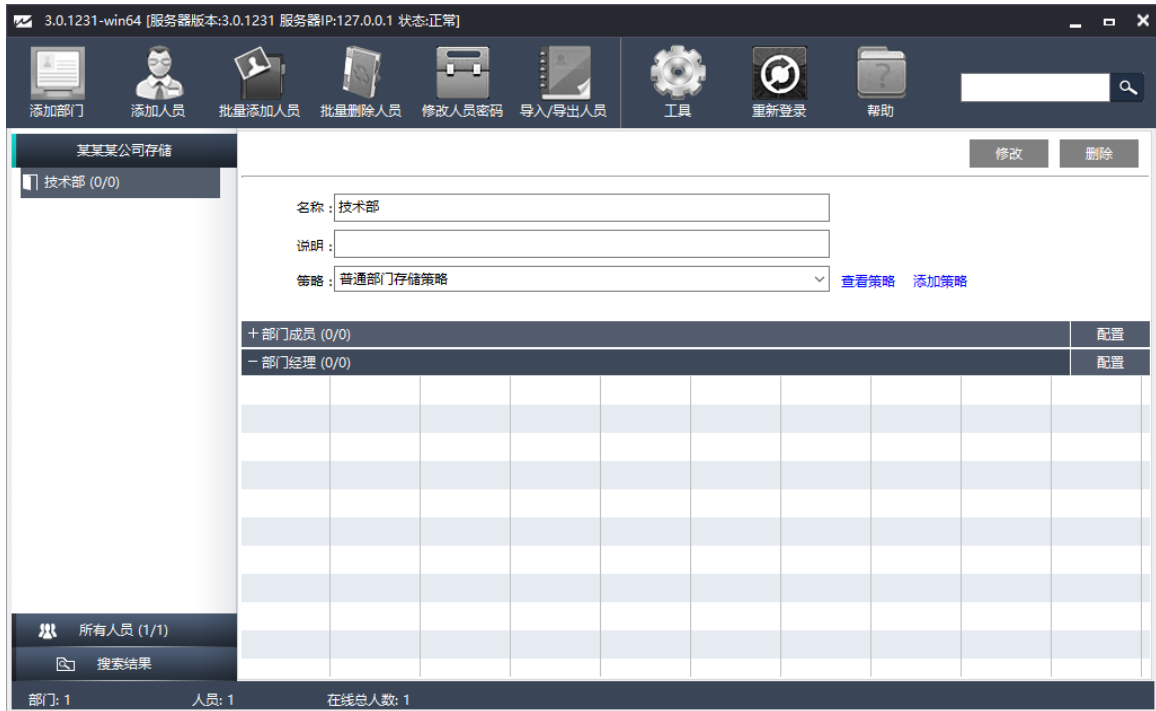 3.0.1231-win64 [服务器版本:3.0.1231 服务器IP:127.0.0.1 状态:正常]
添加部门 添加人员 批量添加人员 批量删除人员 修改人员密码 导入/导出人员 工具 重新登录 帮助
某某某公司存储
修改 删除
技术部 (0/0)
名称: 技术部
说明:
策略: 普通部门存储策略 查看策略 添加策略
+部门成员 (0/0) 配置
-部门经理 (0/0) 配置
所有人员 (1/1)
搜索结果
部门: 1 人员: 1 在线总人数: 1